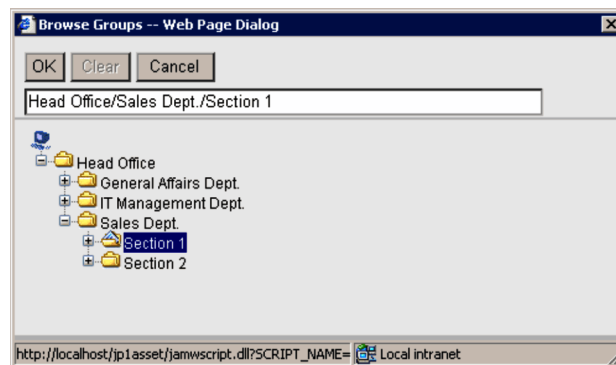 Browse Groups -- Web Page Dialog
OK Clear Cancel
Head Office/Sales Dept./Section 1
Head Office
General Affairs Dept.
IT Management Dept.
Sales Dept.
Section 1
Section 2
http://localhost/jp1asset/jamwscript.dll?SCRIPT_NAME= Local intranet